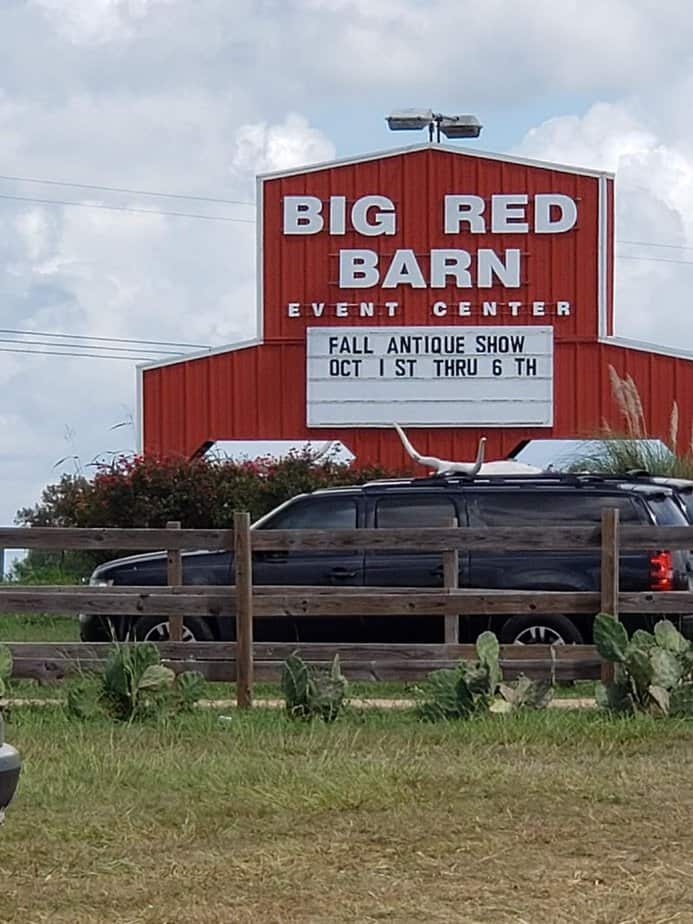 BIG RED
BARN
EVENT CENTER
FALL ANTIQUE SHOW
OCT 1 ST THRU 6 TH